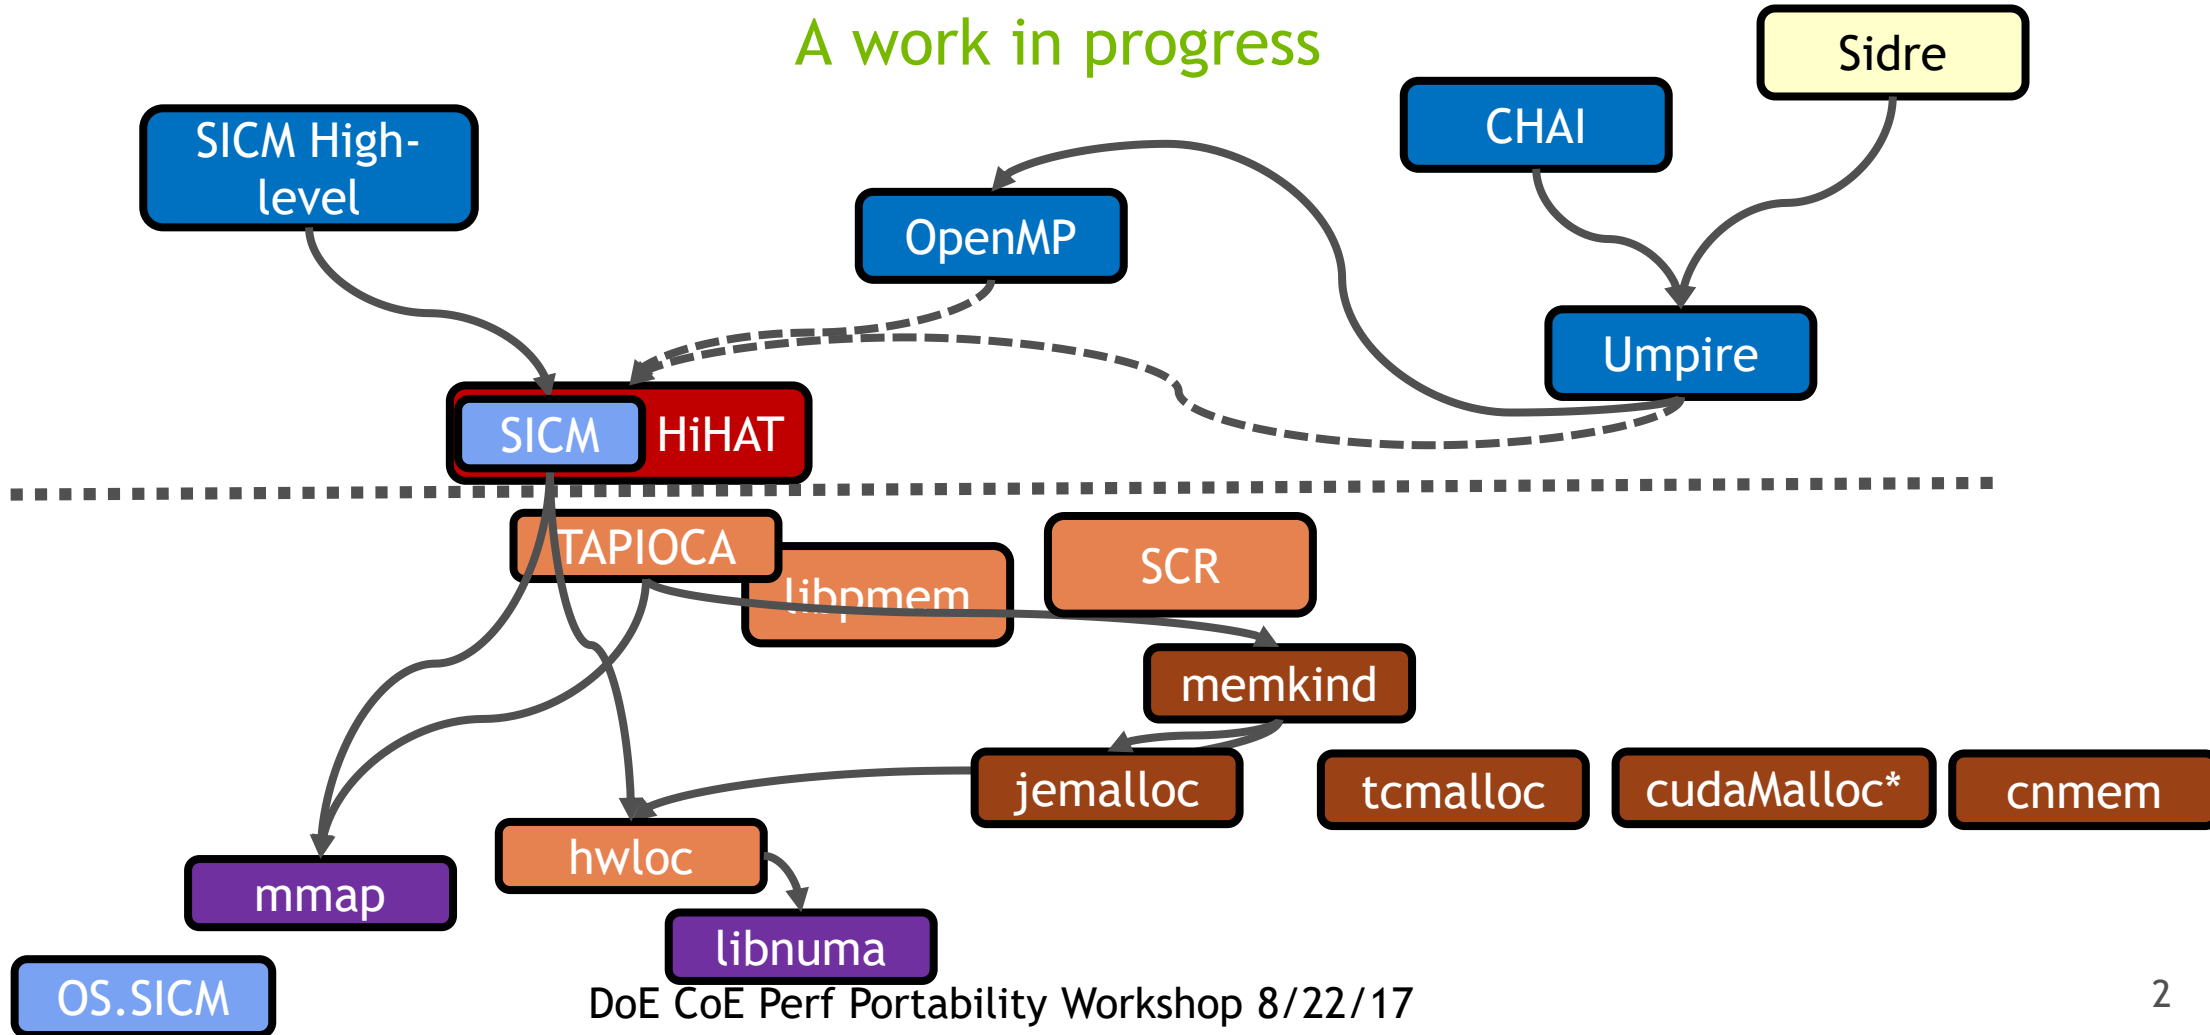 A work in progress
Sidre
CHAI
SICM High-
level
OpenMP
Umpire
SICM
HiHAT
TAPIOCA
libpmem
SCR
memkind
jemalloc
tcmalloc
cudaMalloc*
cnmem
hwloc
mmap
libnuma
OS.SICM
DoE CoE Perf Portability Workshop 8/22/17
2